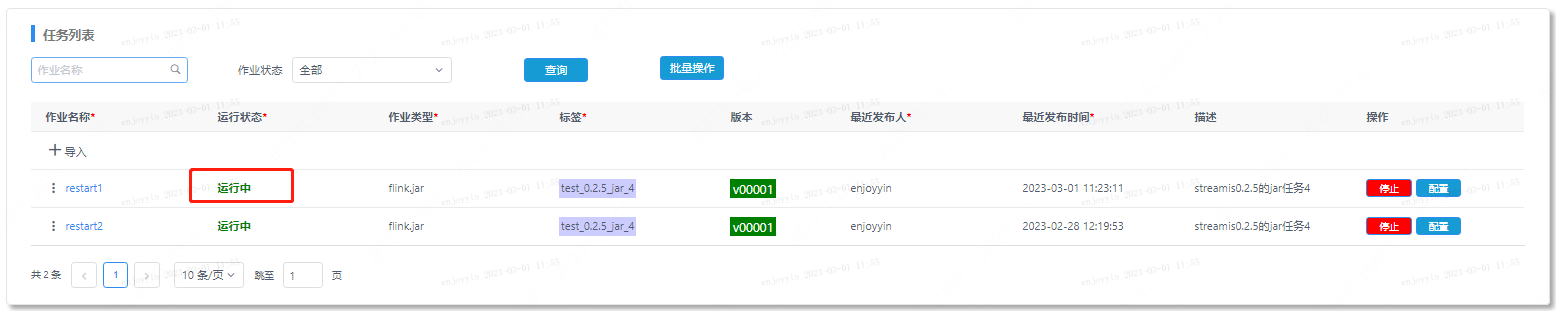 任务列表
作业名称 作业状态 全部 查询 批量操作
作业名称* 运行状态* 作业类型* 标签* 版本 最近发布人* 最近发布时间* 描述 操作
导入
restart1 运行中 flink.jar test_0.2.5_jar_4 v00001 enjoyyin 2023-03-01 11:23:11 streamis0.2.5的jar任务4 停止 配置
restart2 运行中 flink.jar test_0.2.5_jar_4 v00001 enjoyyin 2023-02-28 12:19:53 streamis0.2.5的jar任务4 停止 配置
共 2 条 1 10 条/页 跳至 1 页